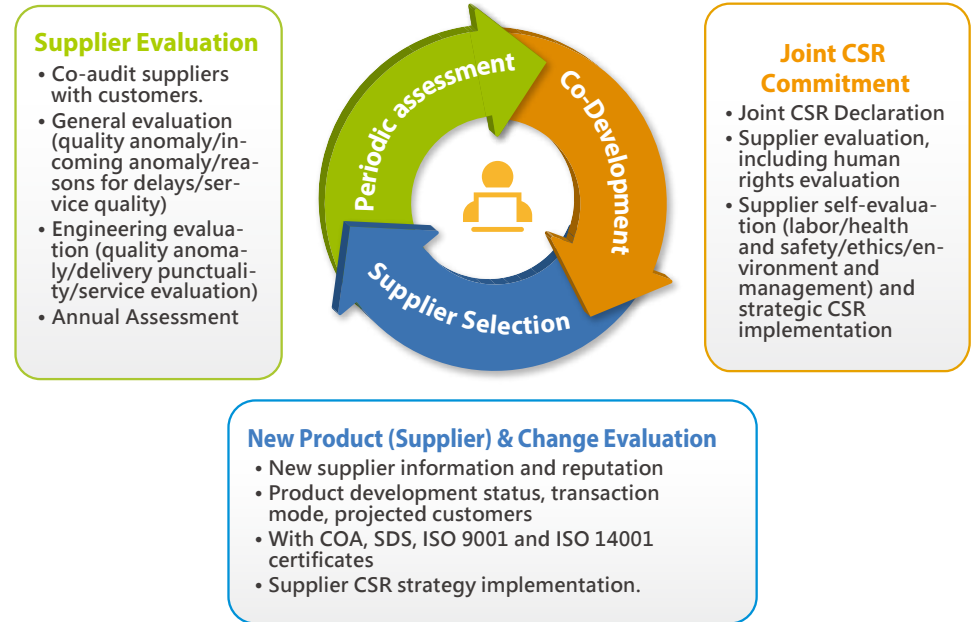 Supplier Evaluation
• Co-audit suppliers
with customers.
• General evaluation
(quality anomaly/in-
coming anomaly/rea-
sons for delays/ser-
vice quality)
• Engineering evalua-
tion (quality anoma-
ly/delivery punctuali-
ty/service evaluation)
• Annual Assessment
Periodic assessment
Co-Development
Supplier Selection
Joint CSR
Commitment
• Joint CSR Declaration
• Supplier evaluation,
including human
rights evaluation
• Supplier self-evalua-
tion (labor/health
and safety/ethics/en-
vironment and
management) and
strategic CSR
implementation
New Product (Supplier) & Change Evaluation
• New supplier information and reputation
• Product development status, transaction
mode, projected customers
• With COA, SDS, ISO 9001 and ISO 14001
certificates
• Supplier CSR strategy implementation.